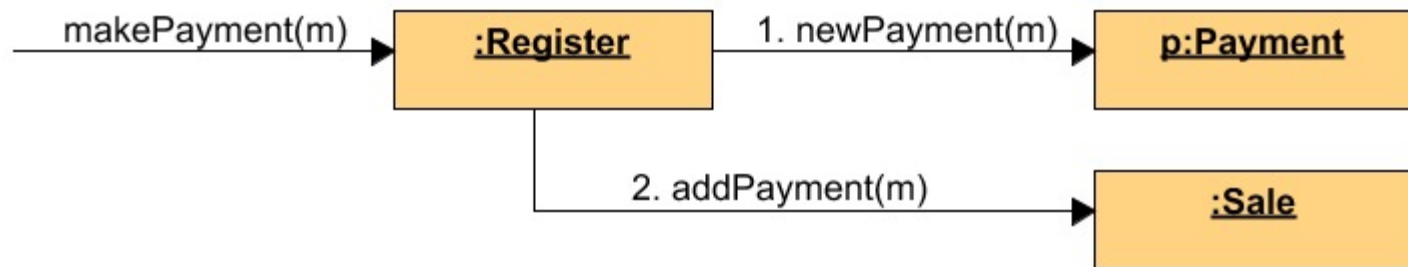 makePayment(m)
:Register
1. newPayment(m)
p:Payment
2. addPayment(m)
:Sale